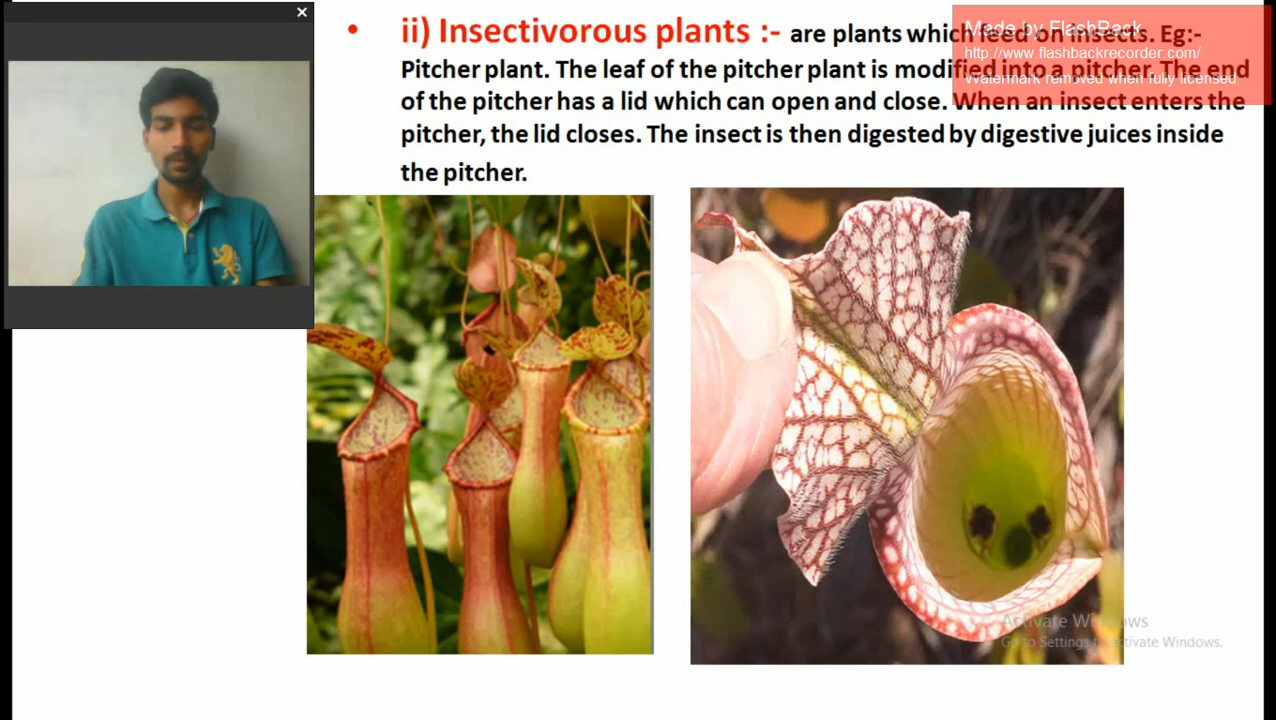 • ii) Insectivorous plants :- are plants which feed on insects. Eg:-
Pitcher plant. The leaf of the pitcher plant is modified into a pitcher. The end
of the pitcher has a lid which can open and close. When an insect enters the
pitcher, the lid closes. The insect is then digested by digestive juices inside
the pitcher.
Made by FlashBack
http://www.flashbackrecorder.com/
Watermark removed when fully licensed
Activate Windows
Go to Settings to activate Windows.